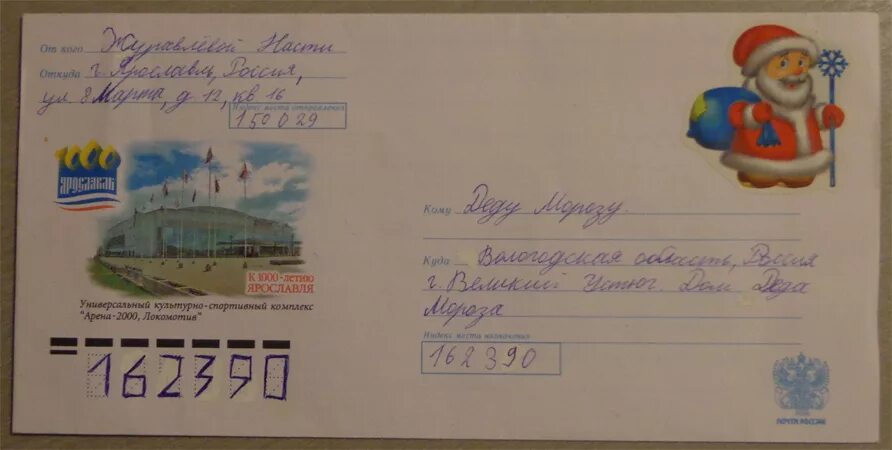 От кого Журавлёвой Насти
Откуда г. Ярославль, Россия,
ул. 8 Марта, д. 12, кв 16
Индекс места отправления
150029
1000
ЯРОСЛАВЛЬ
К 1000-летию
ЯРОСЛАВЛЯ
Универсальный культурно-спортивный комплекс
"Арена-2000, Локомотив"
162390
Кому Деду Морозу.
Куда Вологодская область, Россия
г. Великий Устюг. Дом Деда
Мороза
Индекс места назначения
162390
ПОЧТА РОССИИ